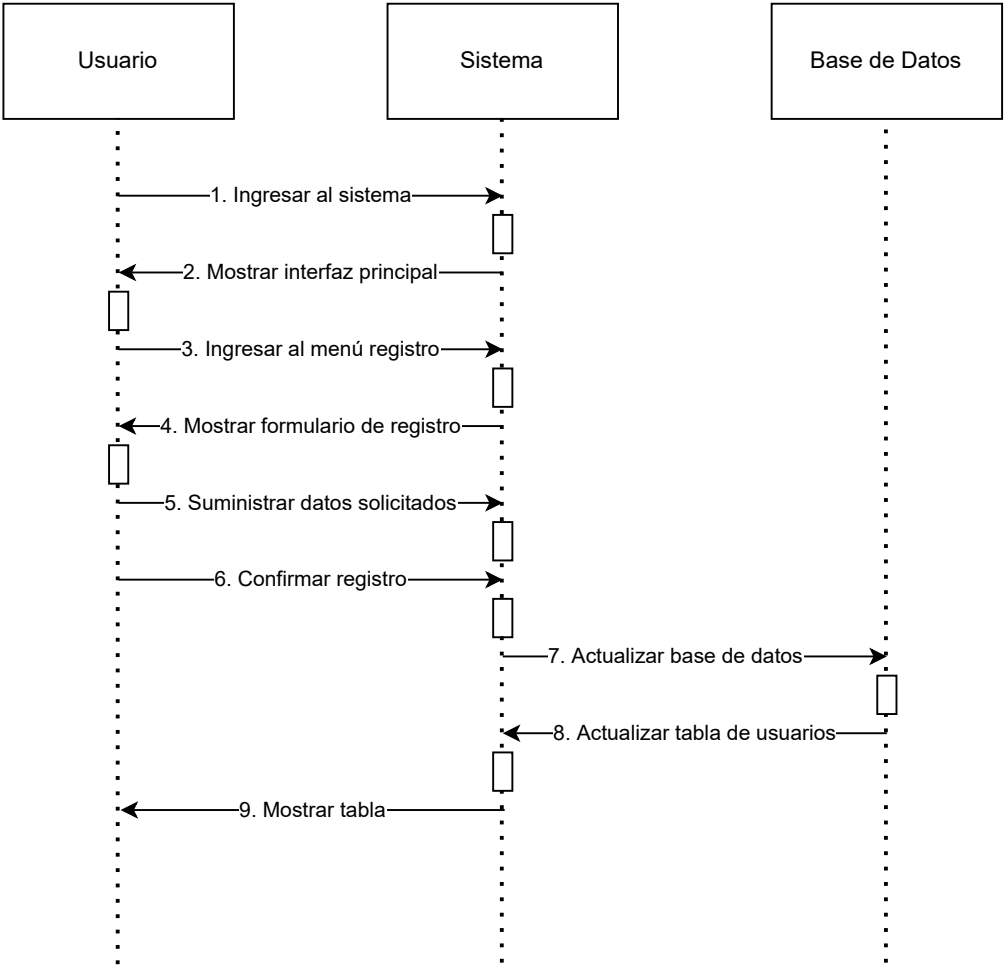 Usuario
Sistema
Base de Datos
1. Ingresar al sistema
2. Mostrar interfaz principal
3. Ingresar al menú registro
4. Mostrar formulario de registro
5. Suministrar datos solicitados
6. Confirmar registro
7. Actualizar base de datos
8. Actualizar tabla de usuarios
9. Mostrar tabla